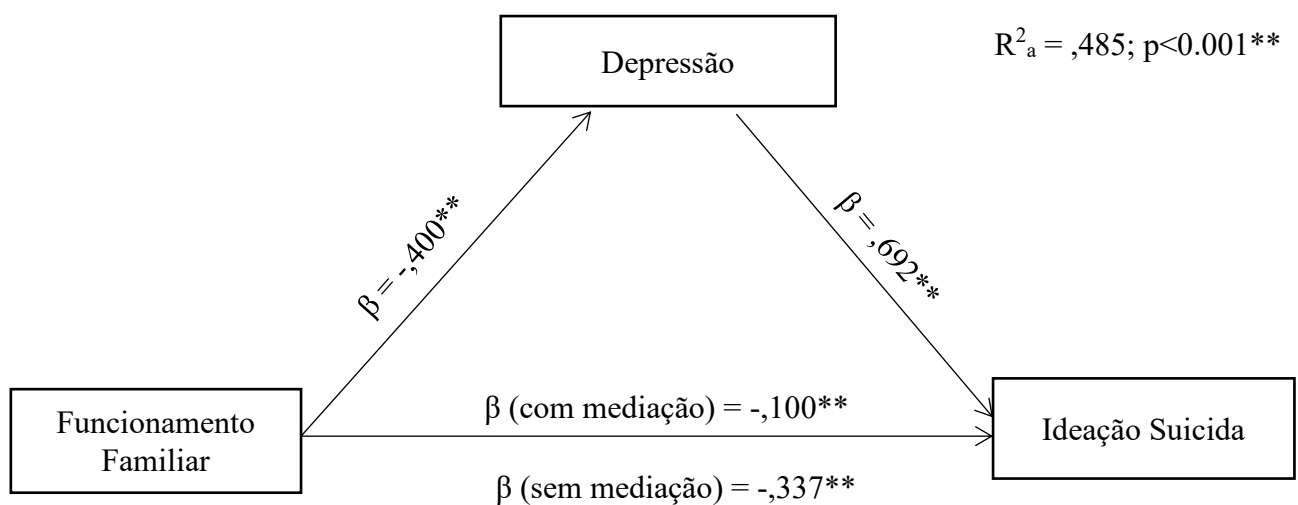 Depressão
R²ₐ = ,485; p<0.001**
β = -,400**
β = ,692**
Funcionamento
Familiar
β (com mediação) = -,100**
Ideação Suicida
β (sem mediação) = -,337**